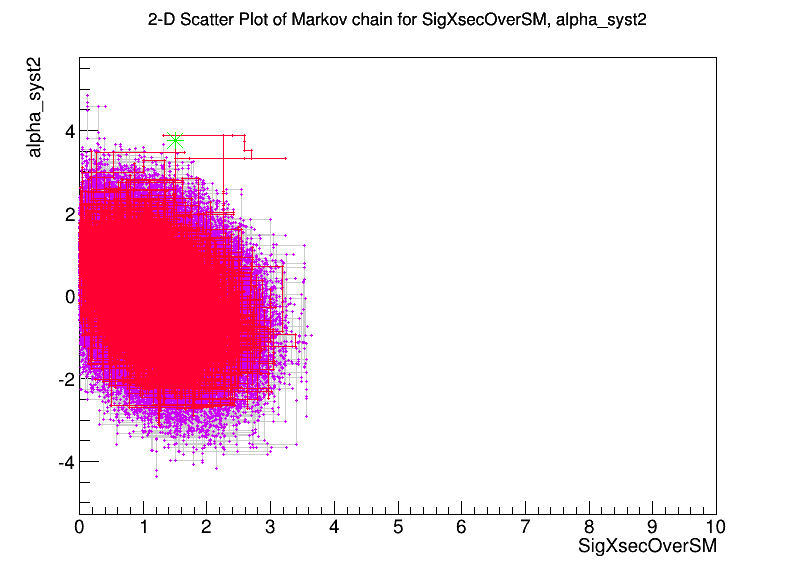 2-D Scatter Plot of Markov chain for SigXsecOverSM, alpha_syst2
alpha_syst2
4
2
0
-2
-4
0 1 2 3 4 5 6 7 8 9 10
SigXsecOverSM